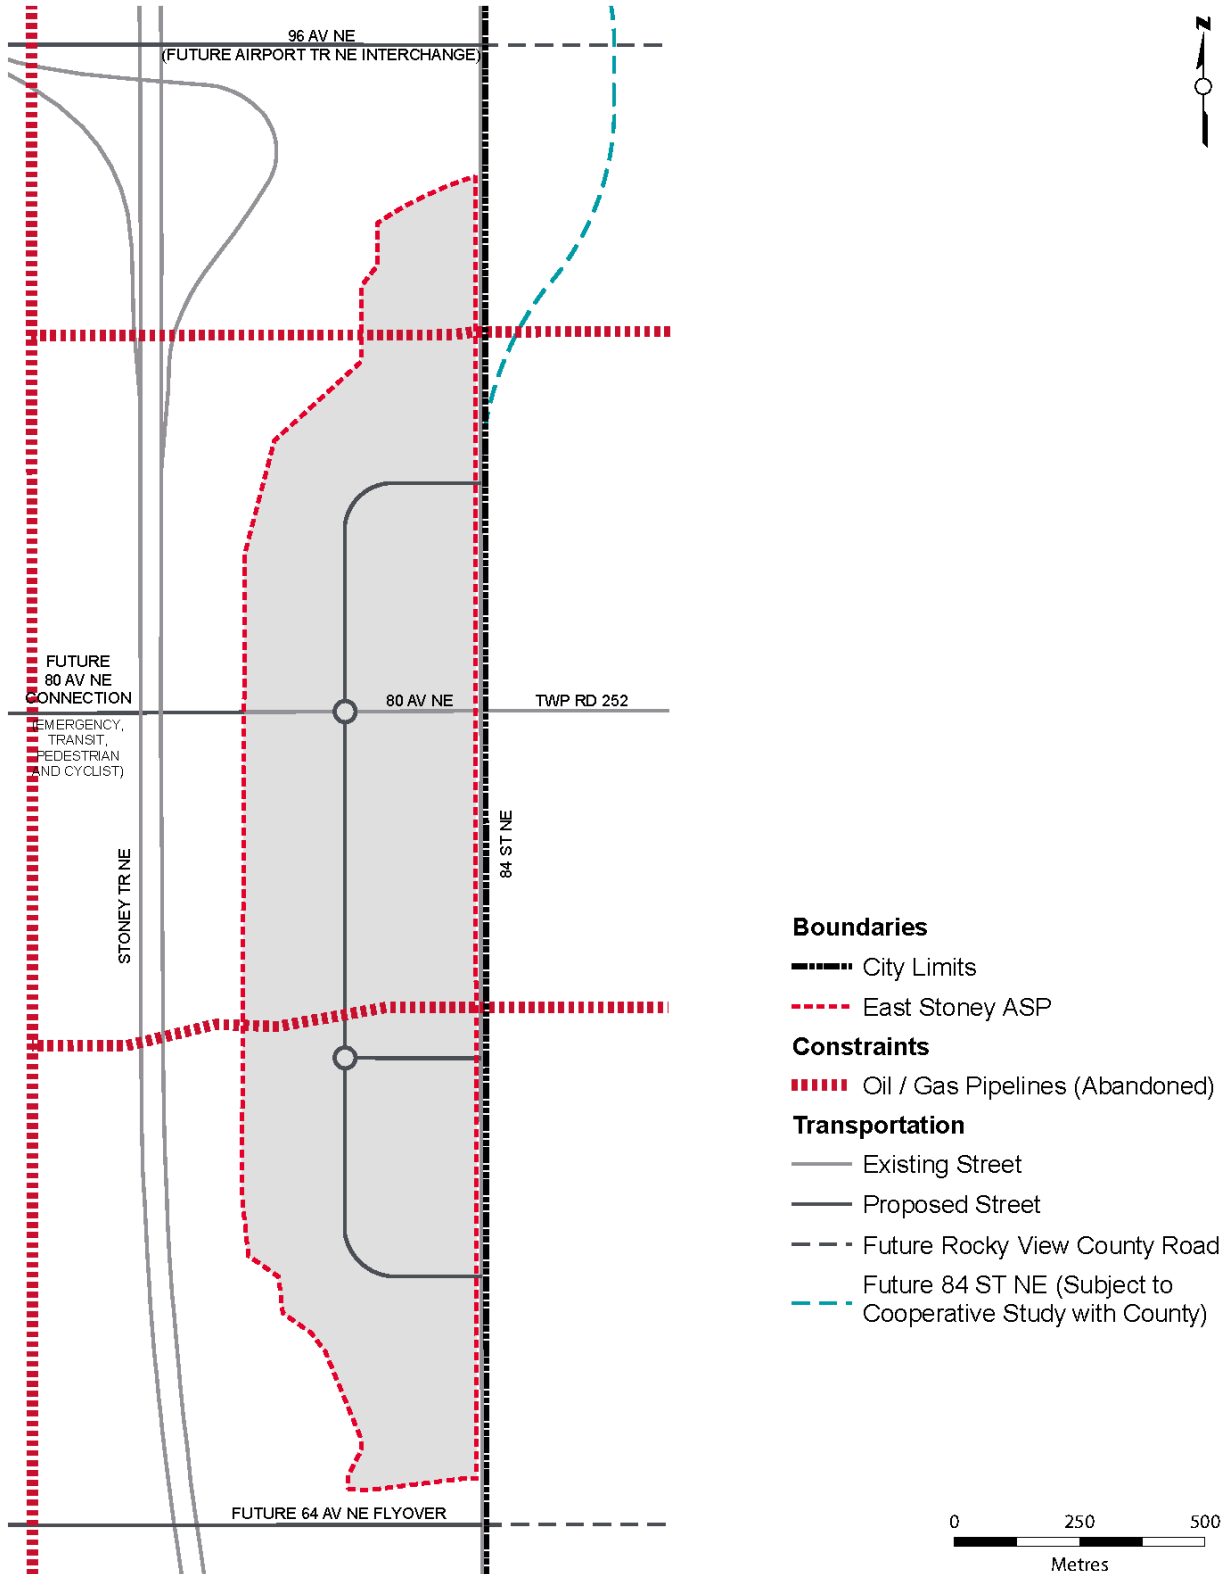 N
96 AV NE
(FUTURE AIRPORT TR NE INTERCHANGE)
FUTURE
80 AV NE
CONNECTION
(EMERGENCY,
TRANSIT,
PEDESTRIAN
AND CYCLIST)
80 AV NE
TWP RD 252
STONEY TR NE
84 ST NE
FUTURE 64 AV NE FLYOVER
Boundaries
City Limits
East Stoney ASP
Constraints
Oil / Gas Pipelines (Abandoned)
Transportation
Existing Street
Proposed Street
Future Rocky View County Road
Future 84 ST NE (Subject to
Cooperative Study with County)
0 250 500
Metres